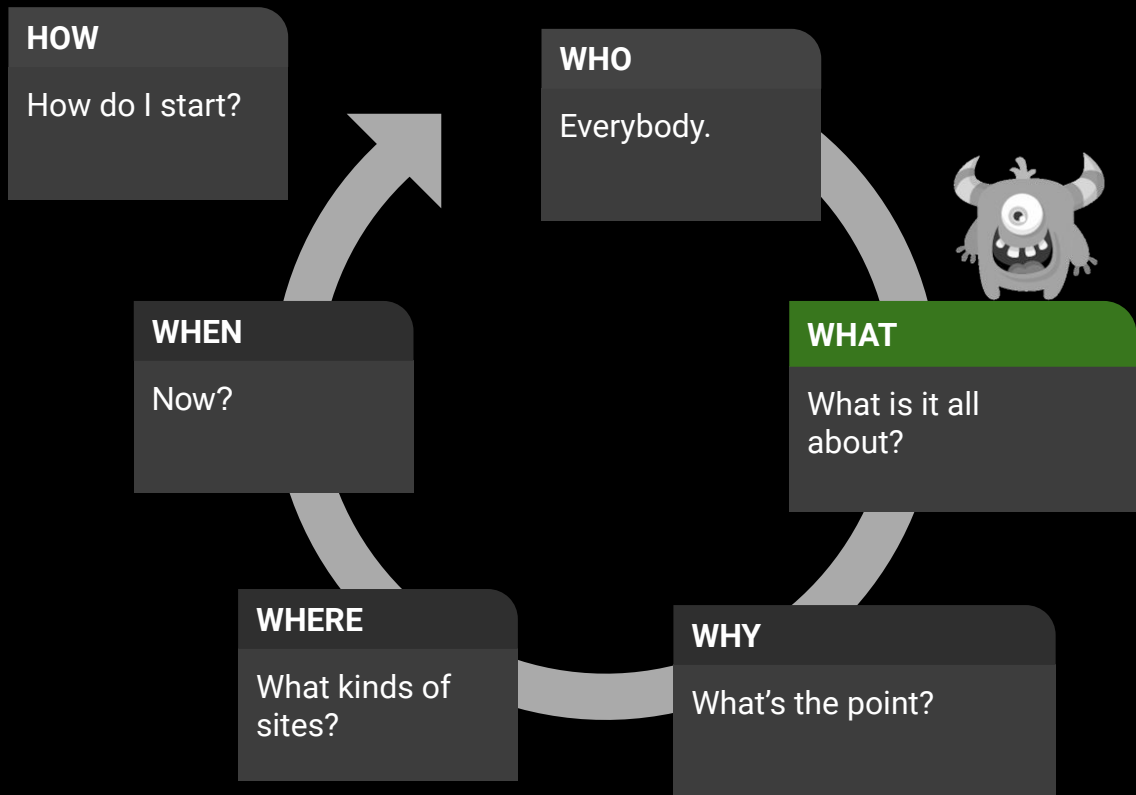 HOW
How do I start?
WHO
Everybody.
WHAT
What is it all
about?
WHY
What’s the point?
WHERE
What kinds of
sites?
WHEN
Now?